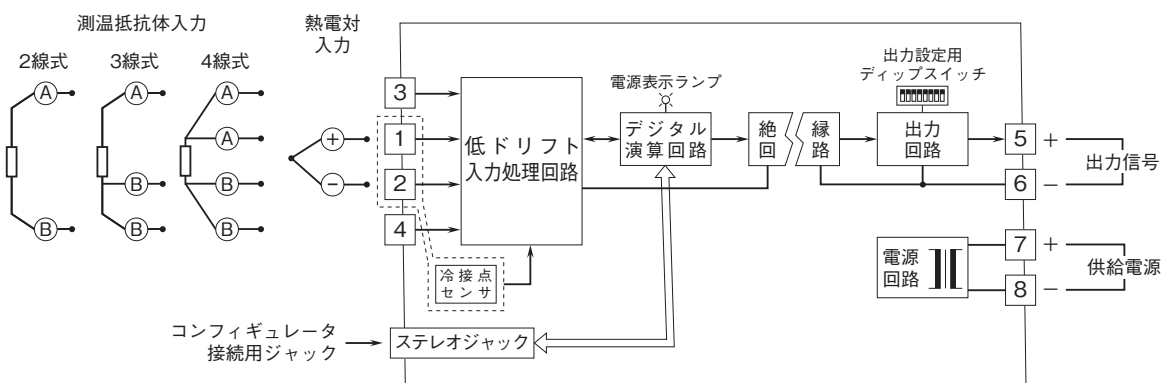 測温抵抗体入力
2線式
3線式
4線式
A
A
A
A
B
B
B
B
B
熱電対
入力
+
−
3
1
2
4
低ドリフト
入力処理回路
冷接点
センサ
コンフィギュレータ
接続用ジャック
ステレオジャック
電源表示ランプ
デジタル
演算回路
絶縁
回路
出力設定用
ディップスイッチ
出力
回路
5
+
6
−
出力信号
電源
回路
7
+
8
−
供給電源